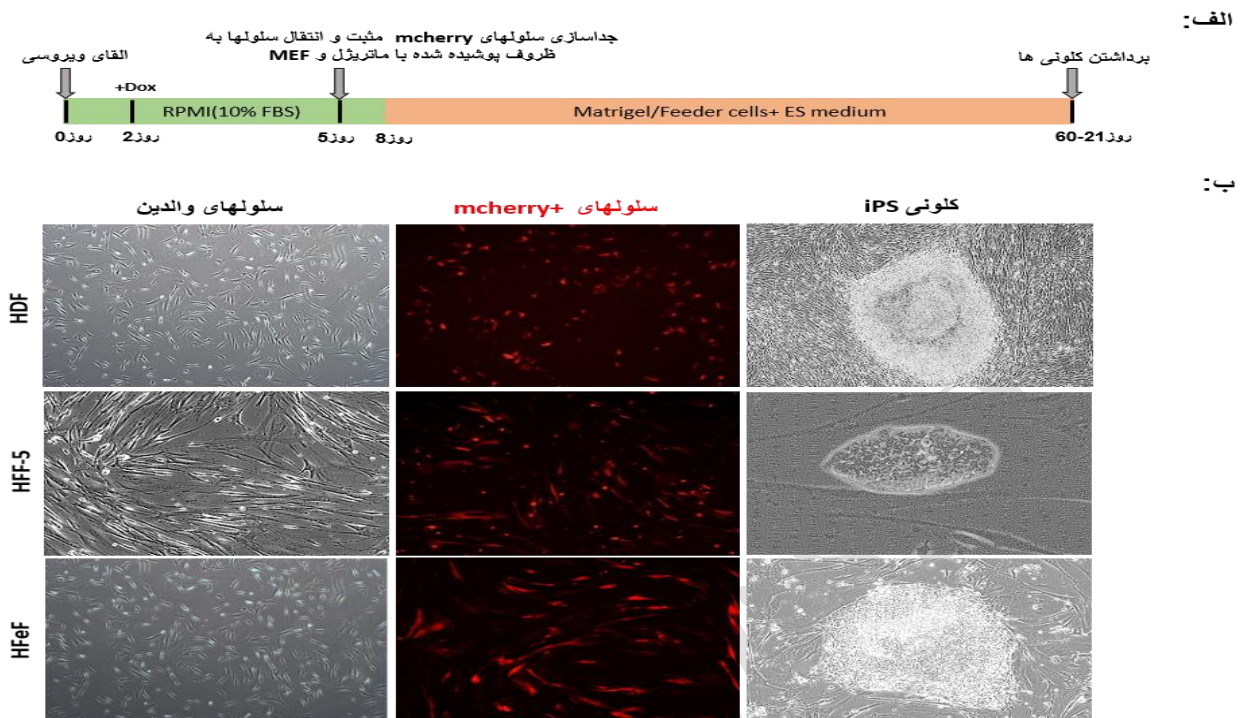 الف:
جداسازی سلولهای mcherry مثبت و انتقال سلولها به
ظروف پوشیده شده با ماتریژل و MEF
القای ویروسی
برداشتن کلونی ها
+Dox
RPMI(10% FBS)
Matrigel/Feeder cells+ ES medium
روز0
روز2
روز5
روز8
روز21-60
ب:
سلولهای والدین
سلولهای +mcherry
کلونی iPS
HDF
HFF-5
HFeF